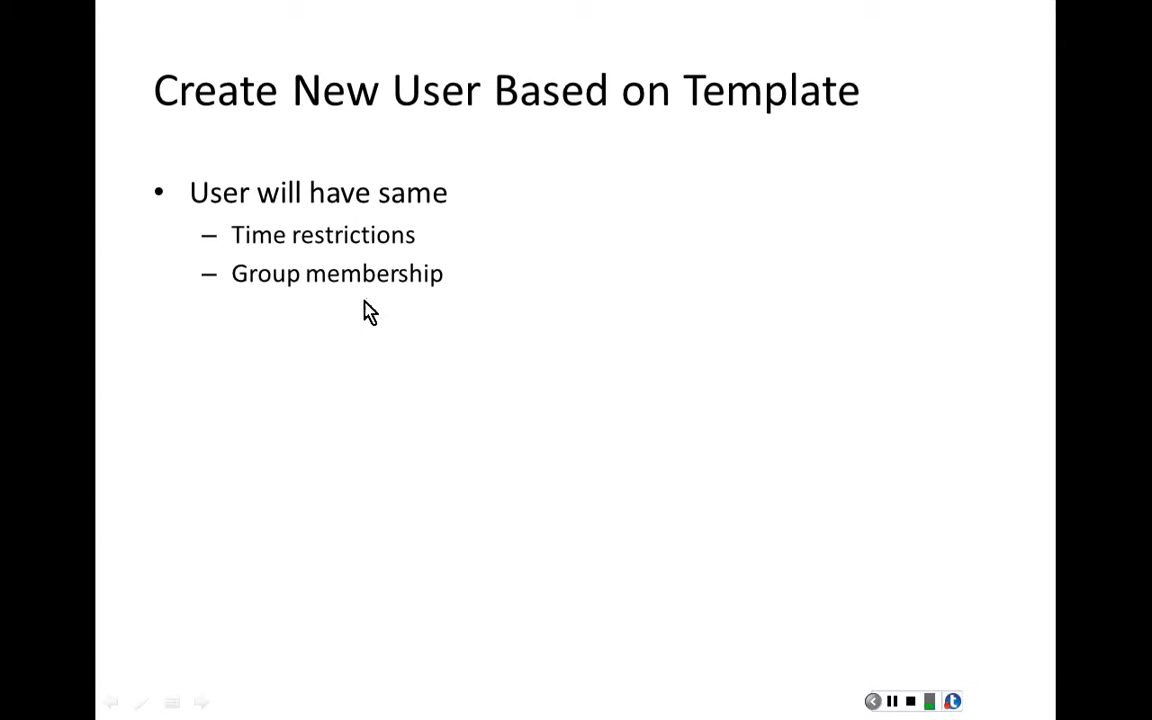 Create New User Based on Template
• User will have same
– Time restrictions
– Group membership